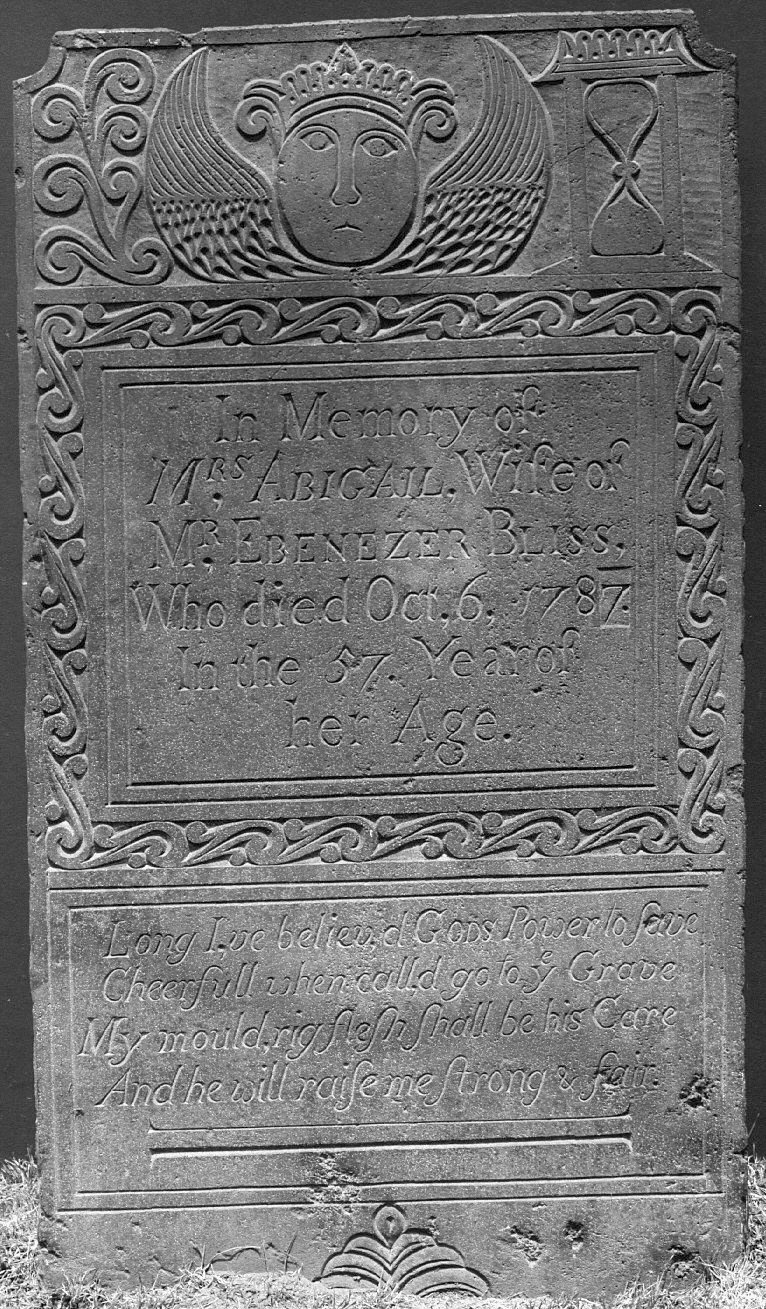 In Memory of
Mrs. ABIGAIL, Wife of
Mr. EBENEZER BLISS,
Who died Oct, 6, 1787.
In the 37. Year of
her Age.
Long I,ve believ,d GODS Power to ſave
Cheerfull when call,d go to ye Grave
My mould,rig fleſh ſhall be his Care
And he will raiſe me ſtrong & fair.